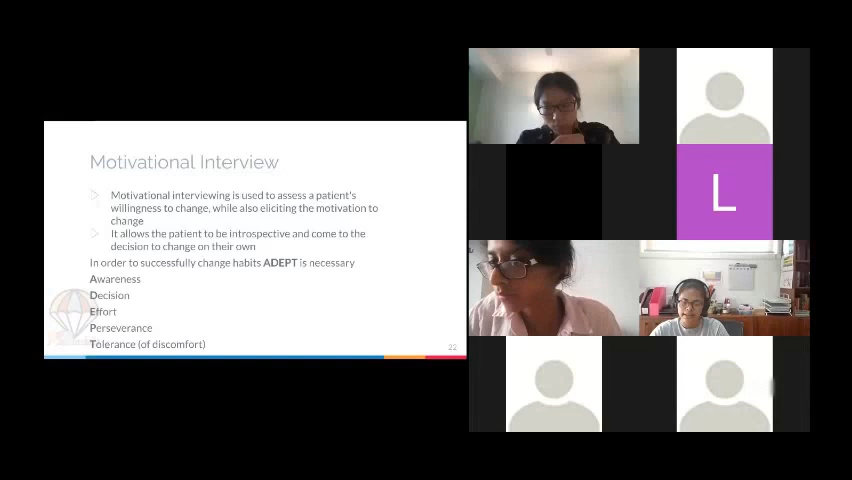 Motivational Interview
Motivational interviewing is used to assess a patient's
willingness to change, while also eliciting the motivation to
change
It allows the patient to be introspective and come to the
decision to change on their own
In order to successfully change habits ADEPT is necessary
Awareness
Decision
Effort
Perseverance
Tolerance (of discomfort)
22
L